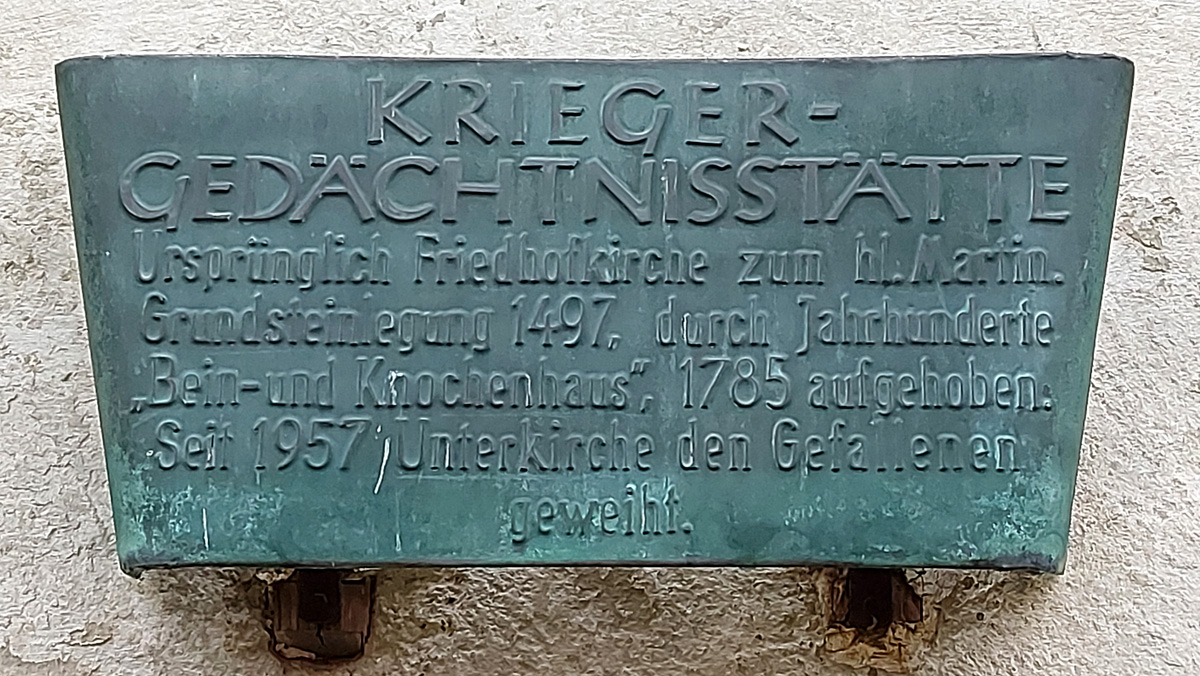 KRIEGER-
GEDÄCHTNISSTÄTTE
Ursprünglich Friedhofkirche zum hl. Martin.
Grundsteinlegung 1497, durch Jahrhunderte
„Bein-und Knochenhaus”, 1785 aufgehoben.
Seit 1957 Unterkirche den Gefallenen
geweiht.